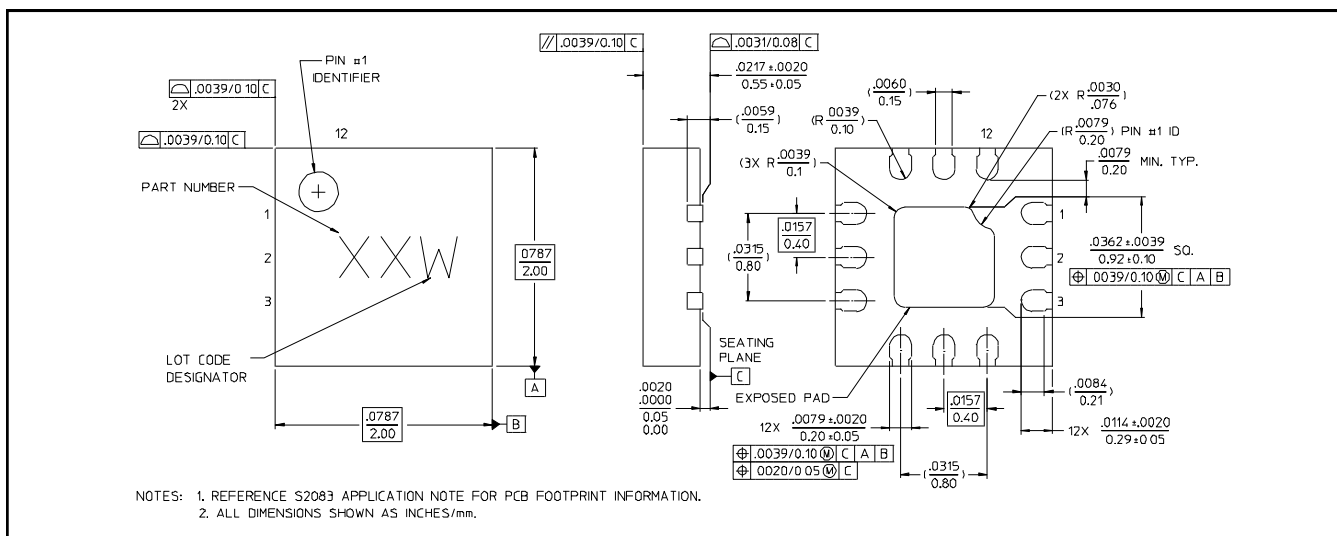 // .0039/0.10 C
⌓ .0031/0.08 C
.0217±.0020
0.55±0.05
(.0059
0.15)
PIN #1
IDENTIFIER
⌓ .0039/0 10 C
2X
⌓ .0039/0.10 C
12
PART NUMBER
1
2
3
XXW
LOT CODE
DESIGNATOR
.0787
2.00
A
.0787
2.00
B
SEATING
PLANE
C
.0020
.0000
0.05
0.00
(.0060
0.15)
(R 0039
0.10)
(3X R .0039
0.1)
(2X R .0030
.076)
(R .0079
0.20) PIN #1 ID
12
.0079
0.20 MIN. TYP.
(.0315
0.80)
.0157
0.40
1
2
3
.0362±.0039
0.92±0.10 SQ.
⌖ 0039/0.10 Ⓜ C A B
EXPOSED PAD
12X .0079±.0020
0.20±0.05
⌖ .0039/0.10 Ⓜ C A B
⌖ 0020/0 05 Ⓜ C
.0157
0.40
(.0315
0.80)
(.0084
0.21)
12X .0114±.0020
0.29±0 05
NOTES: 1. REFERENCE S2083 APPLICATION NOTE FOR PCB FOOTPRINT INFORMATION.
2. ALL DIMENSIONS SHOWN AS INCHES/mm.